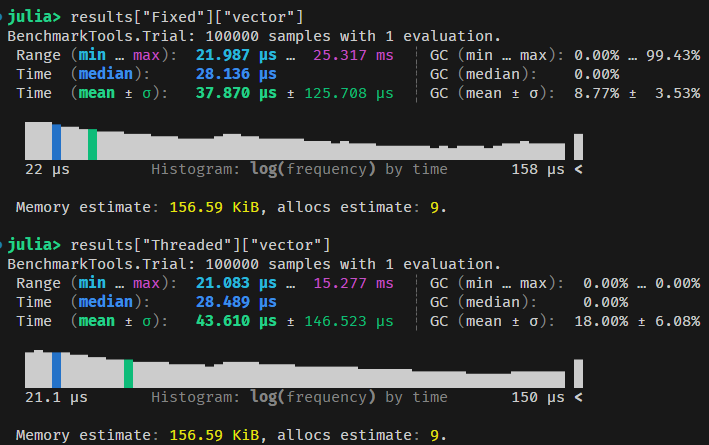 julia> results["Fixed"]["vector"]
BenchmarkTools.Trial: 100000 samples with 1 evaluation.
 Range (min … max):  21.987 μs …  25.317 ms  ┊ GC (min … max): 0.00% … 99.43%
 Time  (median):     28.136 μs               ┊ GC (median):    0.00%
 Time  (mean ± σ):   37.870 μs ± 125.708 μs  ┊ GC (mean ± σ):  8.77% ±  3.53%
  22 μs         Histogram: log(frequency) by time       158 μs <
 Memory estimate: 156.59 KiB, allocs estimate: 9.
julia> results["Threaded"]["vector"]
BenchmarkTools.Trial: 100000 samples with 1 evaluation.
 Range (min … max):  21.083 μs …  15.277 ms  ┊ GC (min … max):  0.00% … 0.00%
 Time  (median):     28.489 μs               ┊ GC (median):     0.00%
 Time  (mean ± σ):   43.610 μs ± 146.523 μs  ┊ GC (mean ± σ):  18.00% ± 6.08%
  21.1 μs       Histogram: log(frequency) by time       150 μs <
 Memory estimate: 156.59 KiB, allocs estimate: 9.